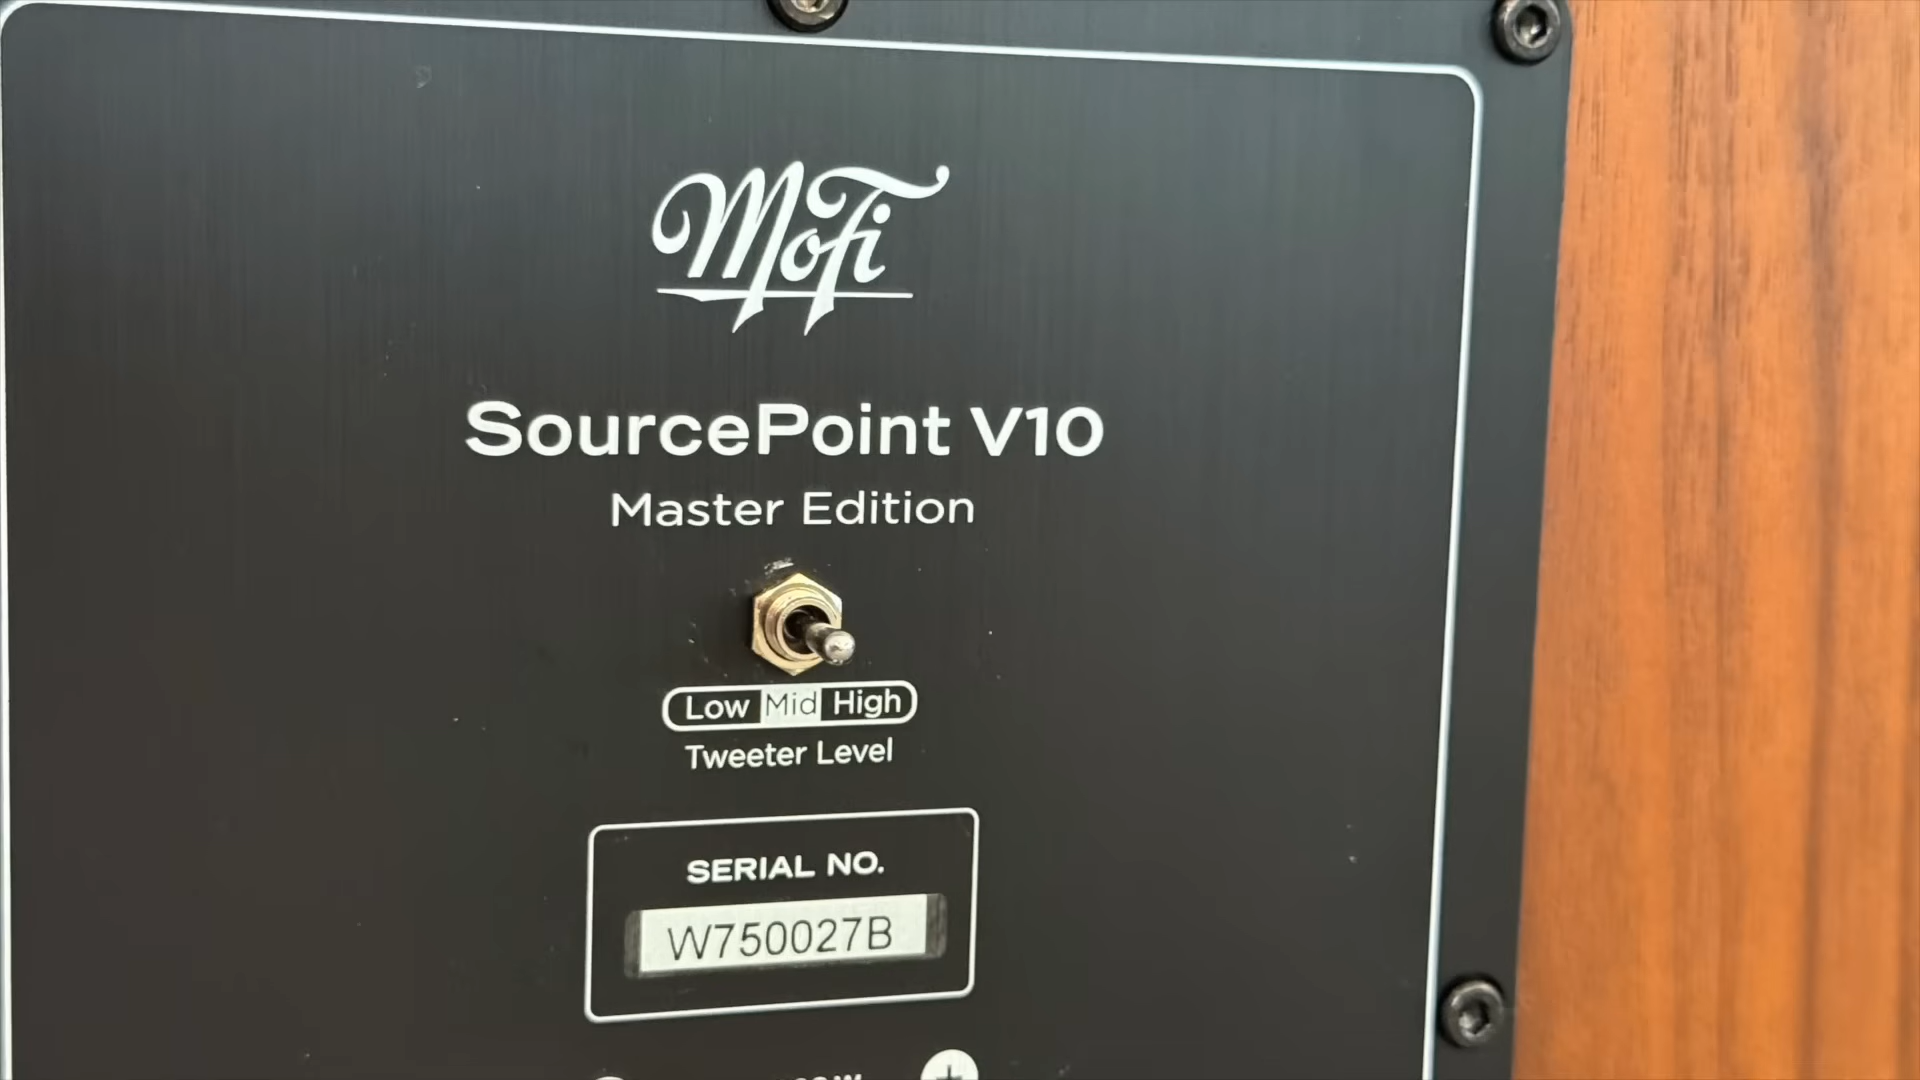 MoFi
SourcePoint V10
Master Edition
Low Mid High
Tweeter Level
SERIAL NO.
W750027B
+